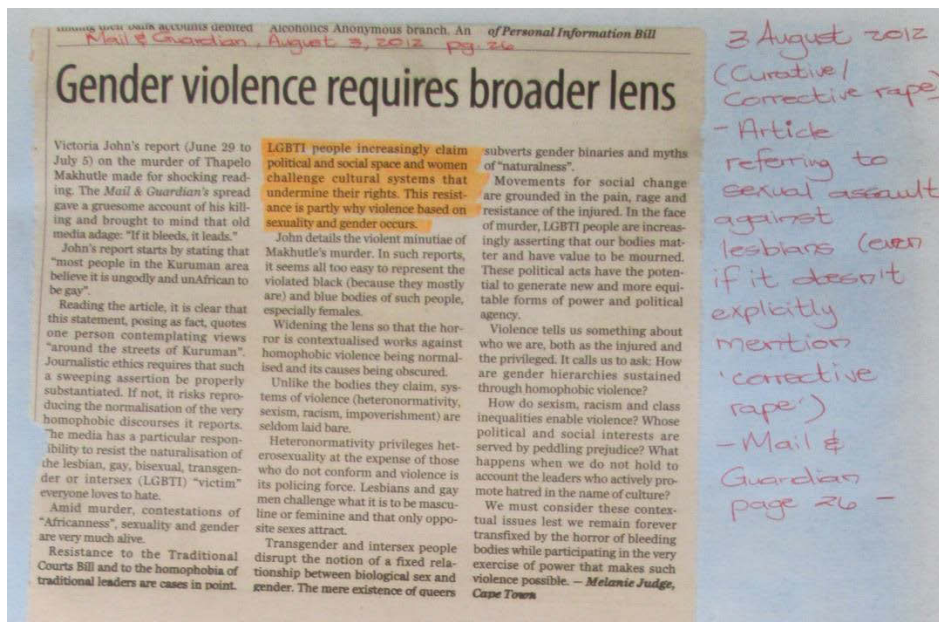 their bank accounts debited
Alcoholics Anonymous branch. An
of Personal Information Bill
Mail & Guardian, August 3, 2012 pg. 26
Gender violence requires broader lens
Victoria John's report (June 29 to
July 5) on the murder of Thapelo
Makhutle made for shocking read-
ing. The Mail & Guardian's spread
gave a gruesome account of his kill-
ing and brought to mind that old
media adage: "If it bleeds, it leads."
John's report starts by stating that
"most people in the Kuruman area
believe it is ungodly and unAfrican to
be gay".
Reading the article, it is clear that
this statement, posing as fact, quotes
one person contemplating views
"around the streets of Kuruman".
Journalistic ethics requires that such
a sweeping assertion be properly
substantiated. If not, it risks repro-
ducing the normalisation of the very
homophobic discourses it reports.
The media has a particular respon-
ibility to resist the naturalisation of
the lesbian, gay, bisexual, transgen-
der or intersex (LGBTI) "victim"
everyone loves to hate.
Amid murder, contestations of
"Africanness", sexuality and gender
are very much alive.
Resistance to the Traditional
Courts Bill and to the homophobia of
traditional leaders are cases in point.
LGBTI people increasingly claim
political and social space and women
challenge cultural systems that
undermine their rights. This resist-
ance is partly why violence based on
sexuality and gender occurs.
John details the violent minutiae of
Makhutle's murder. In such reports,
it seems all too easy to represent the
violated black (because they mostly
are) and blue bodies of such people,
especially females.
Widening the lens so that the hor-
ror is contextualised works against
homophobic violence being normal-
ised and its causes being obscured.
Unlike the bodies they claim, sys-
tems of violence (heteronormativity,
sexism, racism, impoverishment) are
seldom laid bare.
Heteronormativity privileges het-
erosexuality at the expense of those
who do not conform and violence is
its policing force. Lesbians and gay
men challenge what it is to be mascu-
line or feminine and that only oppo-
site sexes attract.
Transgender and intersex people
disrupt the notion of a fixed rela-
tionship between biological sex and
gender. The mere existence of queers
subverts gender binaries and myths
of "naturalness".
Movements for social change
are grounded in the pain, rage and
resistance of the injured. In the face
of murder, LGBTI people are increas-
ingly asserting that our bodies mat-
ter and have value to be mourned.
These political acts have the poten-
tial to generate new and more equi-
table forms of power and political
agency.
Violence tells us something about
who we are, both as the injured and
the privileged. It calls us to ask: How
are gender hierarchies sustained
through homophobic violence?
How do sexism, racism and class
inequalities enable violence? Whose
political and social interests are
served by peddling prejudice? What
happens when we do not hold to
account the leaders who actively pro-
mote hatred in the name of culture?
We must consider these contex-
tual issues lest we remain forever
transfixed by the horror of bleeding
bodies while participating in the very
exercise of power that makes such
violence possible. — Melanie Judge,
Cape Town
3 August 2012
(Curative/
Corrective rape)
- Article
referring to
sexual assault
against
lesbians (even
if it doesn't
explicitly
mention
'corrective
rape')
- Mail &
Guardian
page 26 -